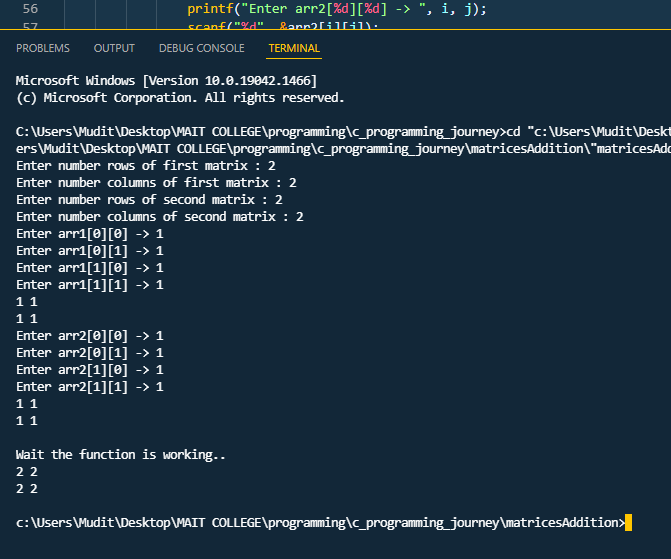 56 printf("Enter arr2[%d][%d] -> ", i, j);
57 scanf("%d", &arr2[i][j]);
PROBLEMS OUTPUT DEBUG CONSOLE TERMINAL
Microsoft Windows [Version 10.0.19042.1466]
(c) Microsoft Corporation. All rights reserved.
C:\Users\Mudit\Desktop\MAIT COLLEGE\programming\c_programming_journey>cd "c:\Users\Mudit\Deskt
ers\Mudit\Desktop\MAIT COLLEGE\programming\c_programming_journey\matricesAddition\"matricesAdd
Enter number rows of first matrix : 2
Enter number columns of first matrix : 2
Enter number rows of second matrix : 2
Enter number columns of second matrix : 2
Enter arr1[0][0] -> 1
Enter arr1[0][1] -> 1
Enter arr1[1][0] -> 1
Enter arr1[1][1] -> 1
1 1
1 1
Enter arr2[0][0] -> 1
Enter arr2[0][1] -> 1
Enter arr2[1][0] -> 1
Enter arr2[1][1] -> 1
1 1
1 1
Wait the function is working..
2 2
2 2
c:\Users\Mudit\Desktop\MAIT COLLEGE\programming\c_programming_journey\matricesAddition>